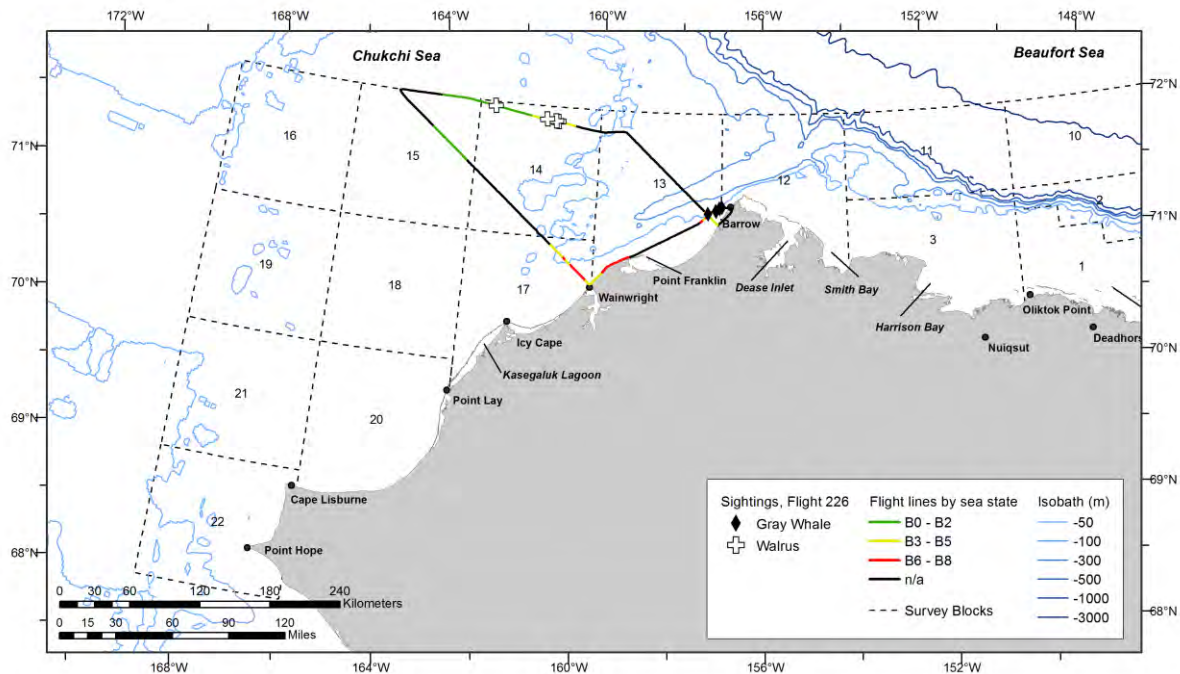 172°W
168°W
164°W
160°W
156°W
152°W
148°W
Chukchi Sea
Beaufort Sea
72°N
71°N
71°N
70°N
70°N
69°N
69°N
68°N
68°N
16
15
14
13
12
11
10
2
3
1
19
18
17
21
20
22
Barrow
Point Franklin
Wainwright
Dease Inlet
Smith Bay
Harrison Bay
Oliktok Point
Nuiqsut
Deadhors
Icy Cape
Kasegaluk Lagoon
Point Lay
Cape Lisburne
Point Hope
0 30 60 120 180 240
Kilometers
0 15 30 60 90 120
Miles
Sightings, Flight 226
Gray Whale
Walrus
Flight lines by sea state
B0 - B2
B3 - B5
B6 - B8
n/a
Survey Blocks
Isobath (m)
-50
-100
-300
-500
-1000
-3000
168°W
164°W
160°W
156°W
152°W